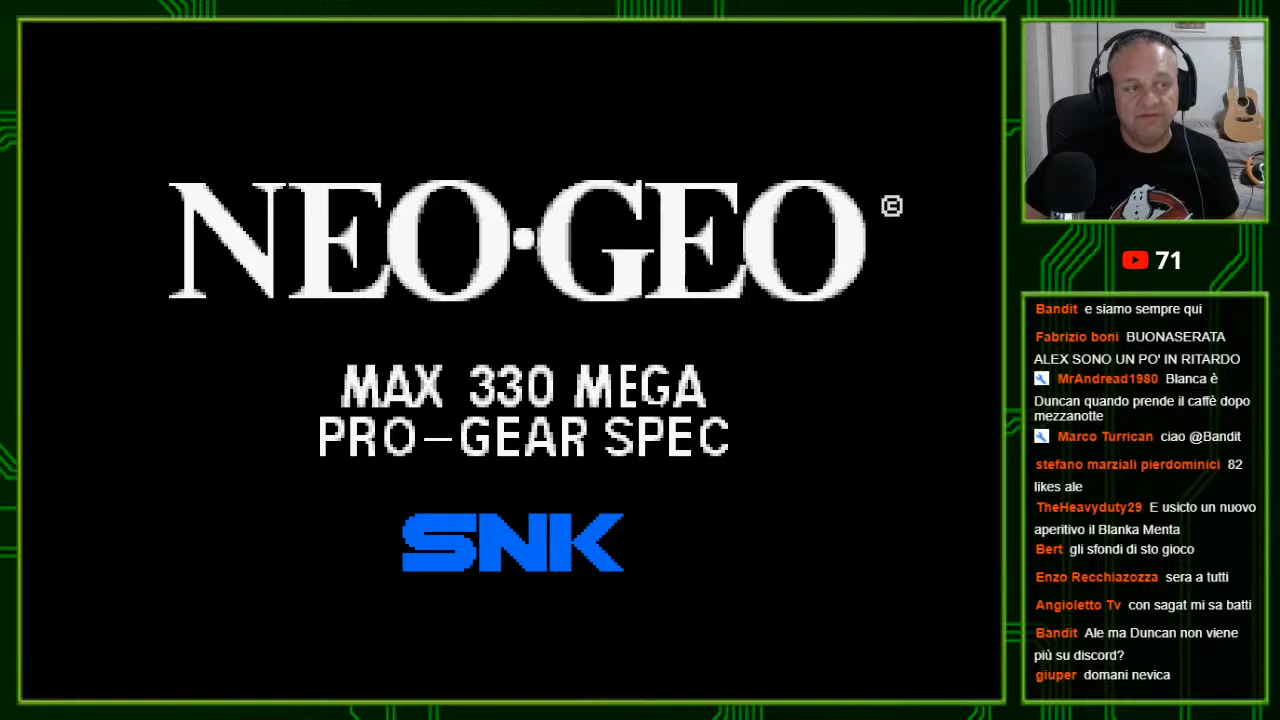 NEO·GEO ©
MAX 330 MEGA
PRO-GEAR SPEC
SNK
71
Bandit e siamo sempre qui
Fabrizio boni BUONASERATA
ALEX SONO UN PO' IN RITARDO
MrAndread1980 Blanca è
Duncan quando prende il caffè dopo
mezzanotte
Marco Turrican ciao @Bandit
stefano marziali pierdominici 82
likes ale
TheHeavyduty29 E usicto un nuovo
aperitivo il Blanka Menta
Bert gli sfondi di sto gioco
Enzo Recchiazozza sera a tutti
Angioletto Tv con sagat mi sa batti
Bandit Ale ma Duncan non viene
più su discord?
giuper domani nevica